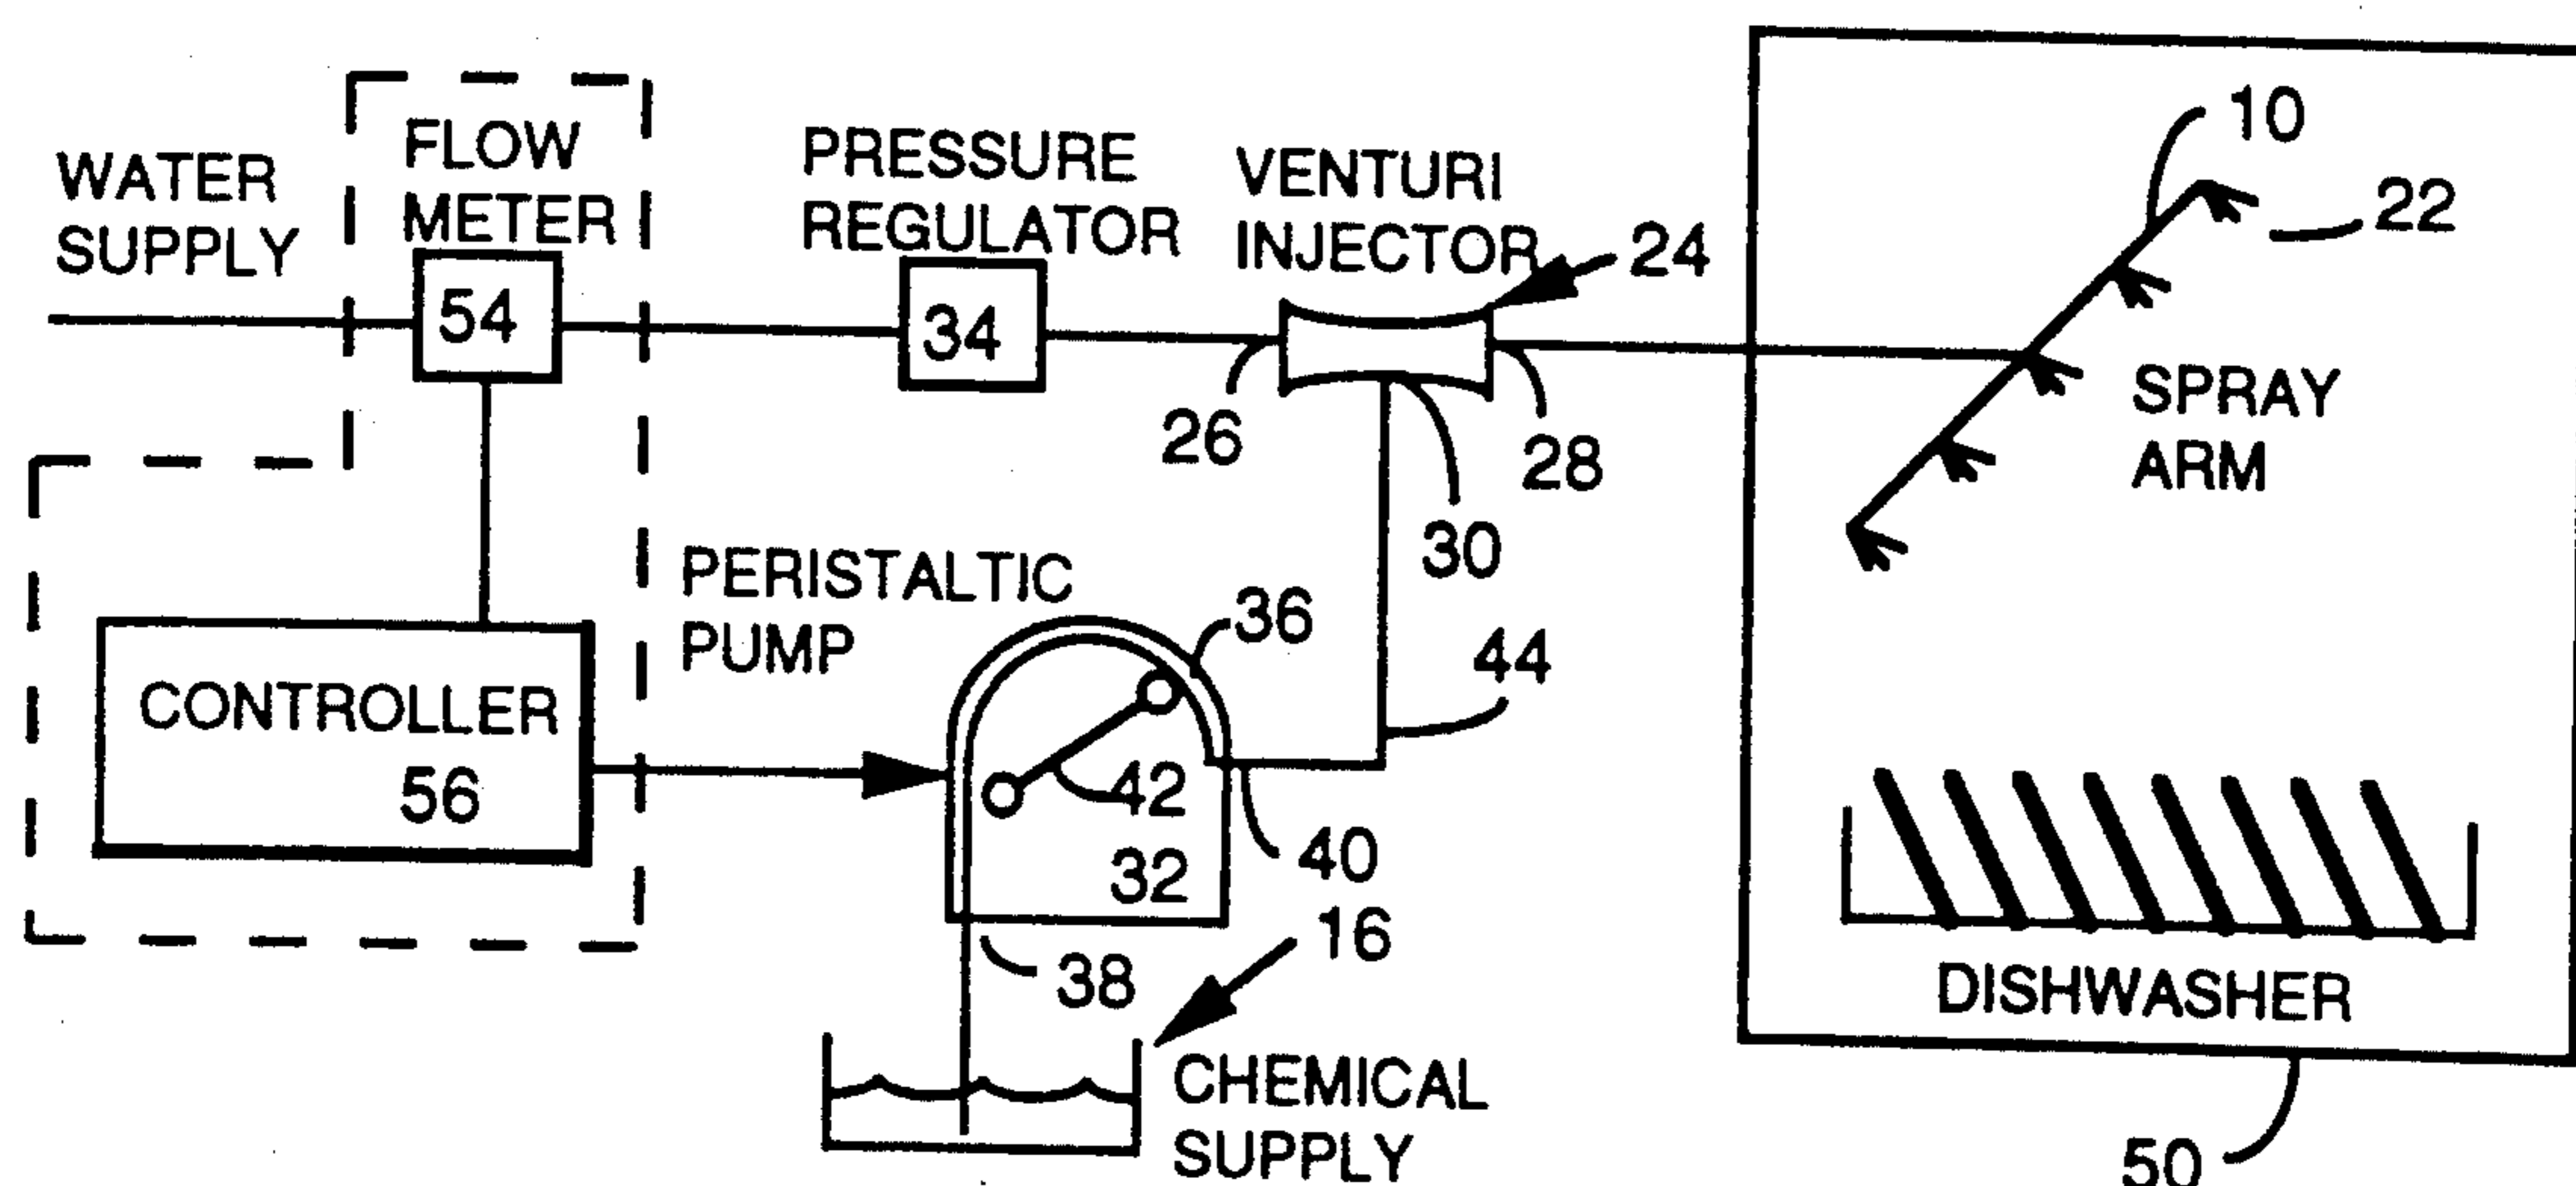 WATER
SUPPLY
FLOW
METER
54
PRESSURE
REGULATOR
34
VENTURI
INJECTOR
24
26
28
30
10
22
SPRAY
ARM
CONTROLLER
56
PERISTALTIC
PUMP
36
42
32
44
40
38
16
CHEMICAL
SUPPLY
DISHWASHER
50